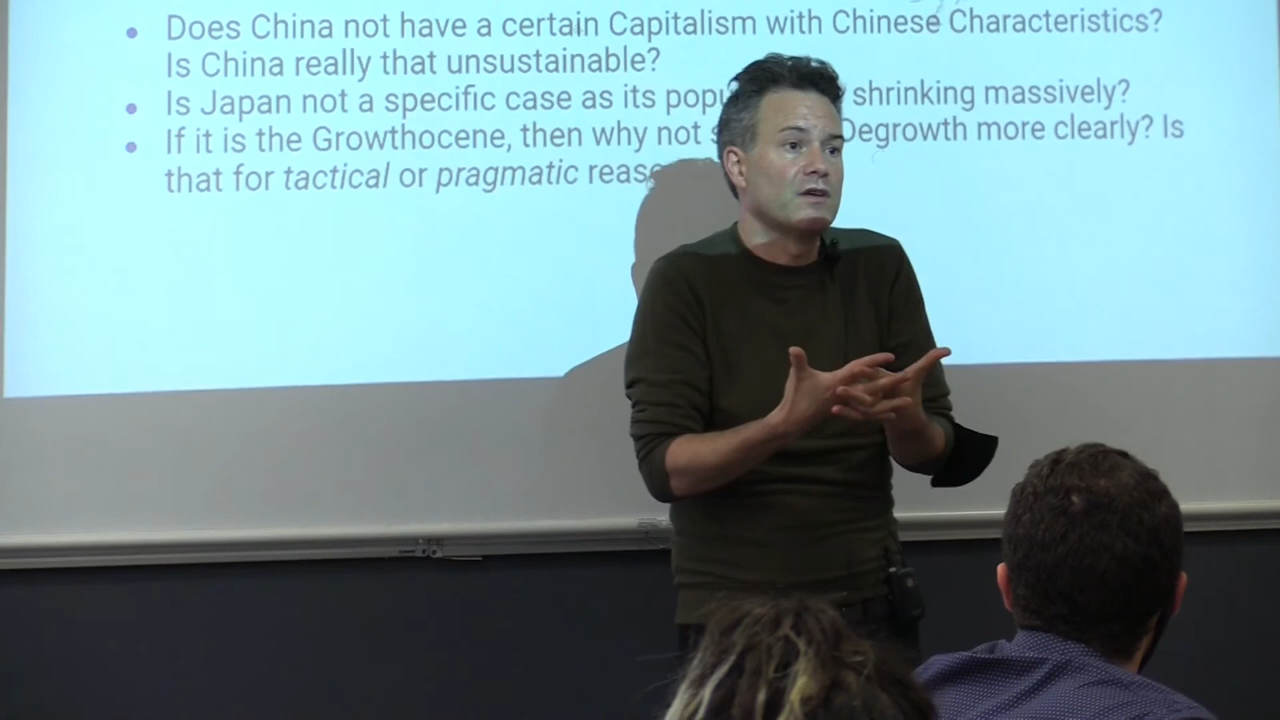 Does China not have a certain Capitalism with Chinese Characteristics?
Is China really that unsustainable?
Is Japan not a specific case as its shrinking massively?
If it is the Growthocene, then why not Degrowth more clearly? Is
that for tactical or pragmatic